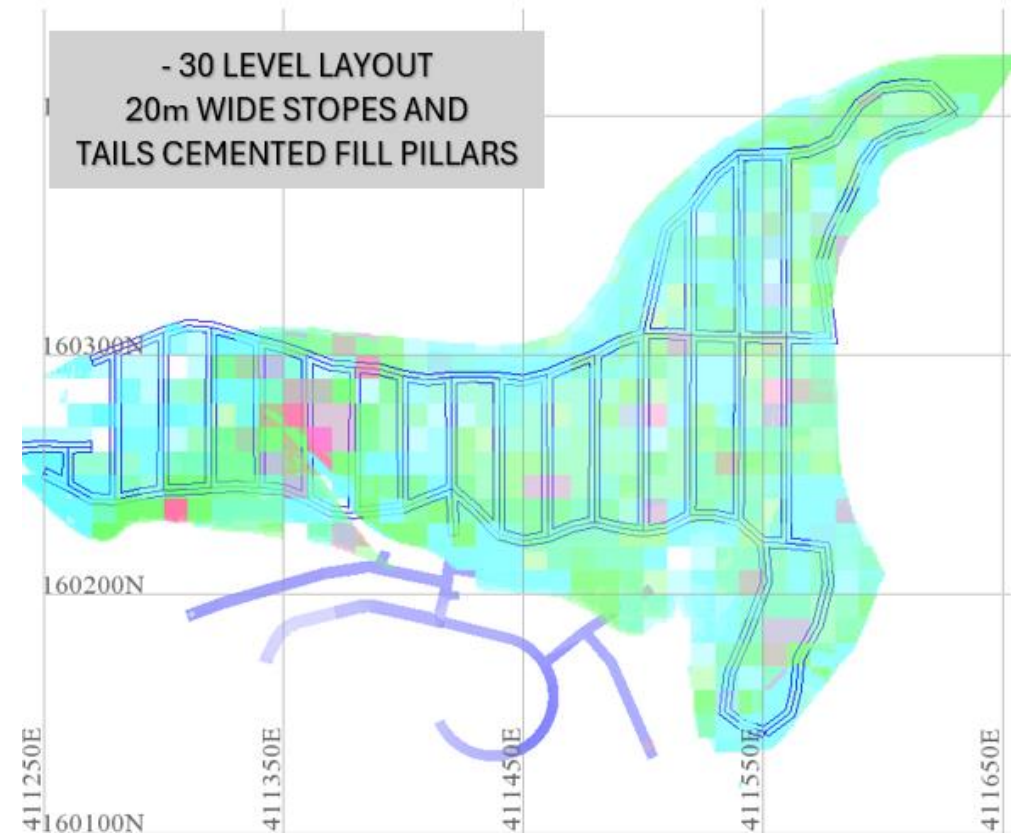 - 30 LEVEL LAYOUT
20m WIDE STOPES AND
TAILS CEMENTED FILL PILLARS
160300N
160200N
160100N
411250E
411350E
411450E
411550E
411650E